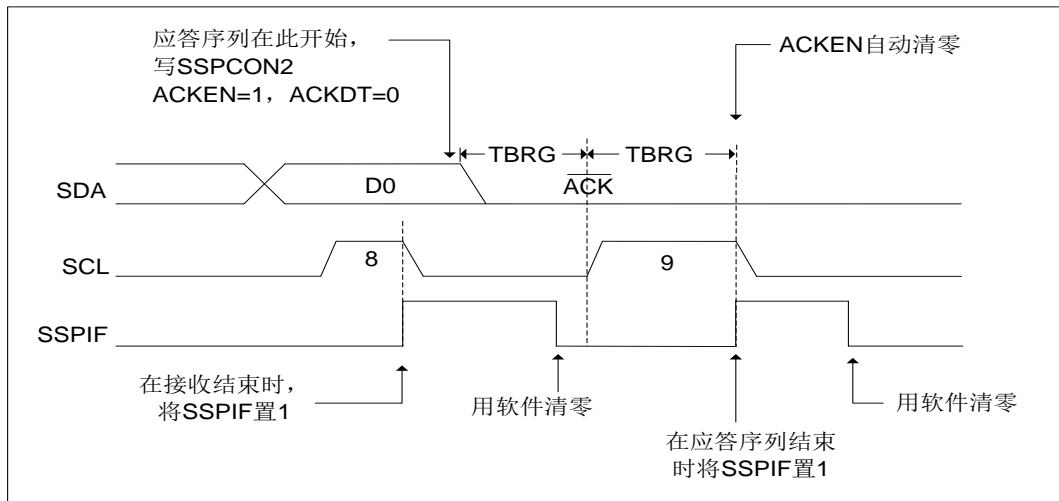 应答序列在此开始，
写SSPCON2
ACKEN=1，ACKDT=0
ACKEN自动清零
TBRG
TBRG
SDA
D0
ACK
SCL
8
9
SSPIF
在接收结束时，
将SSPIF置1
用软件清零
在应答序列结束
时将SSPIF置1
用软件清零